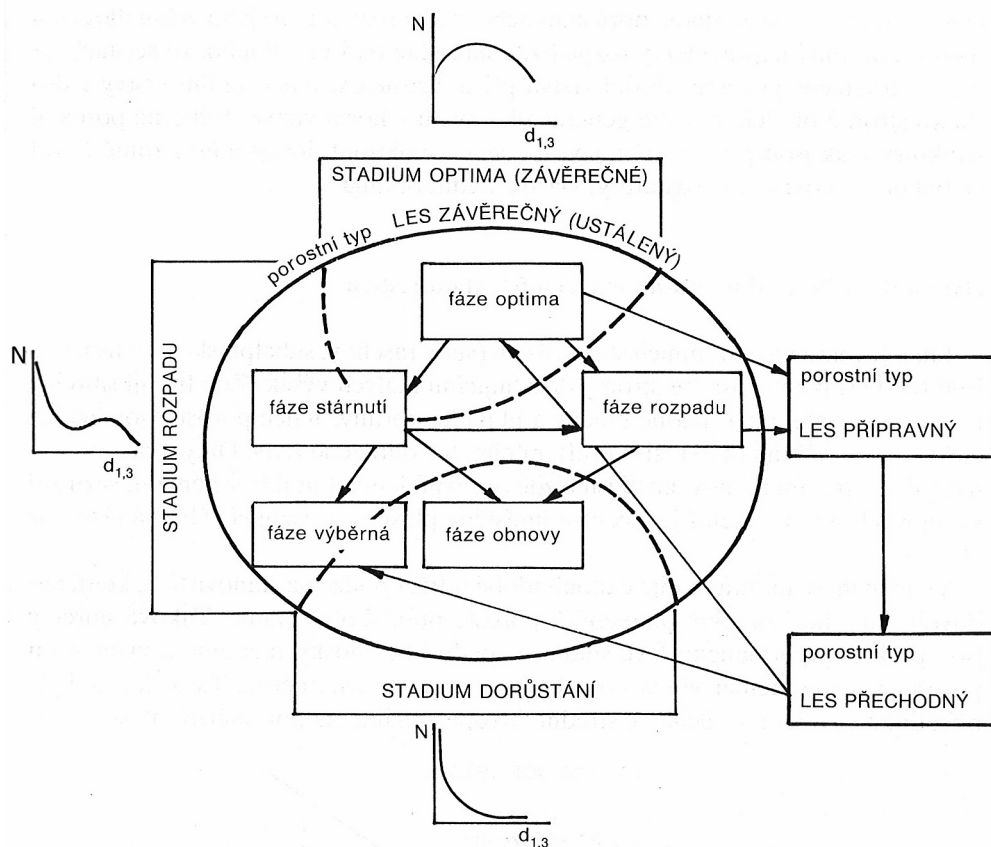 N
d1,3
STADIUM OPTIMA (ZÁVĚREČNÉ)
porostní typ LES ZÁVĚREČNÝ (USTÁLENÝ)
fáze optima
N
d1,3
STADIUM ROZPADU
fáze stárnutí
fáze rozpadu
porostní typ
LES PŘÍPRAVNÝ
fáze výběrná
fáze obnovy
porostní typ
LES PŘECHODNÝ
STADIUM DORŮSTÁNÍ
N
d1,3